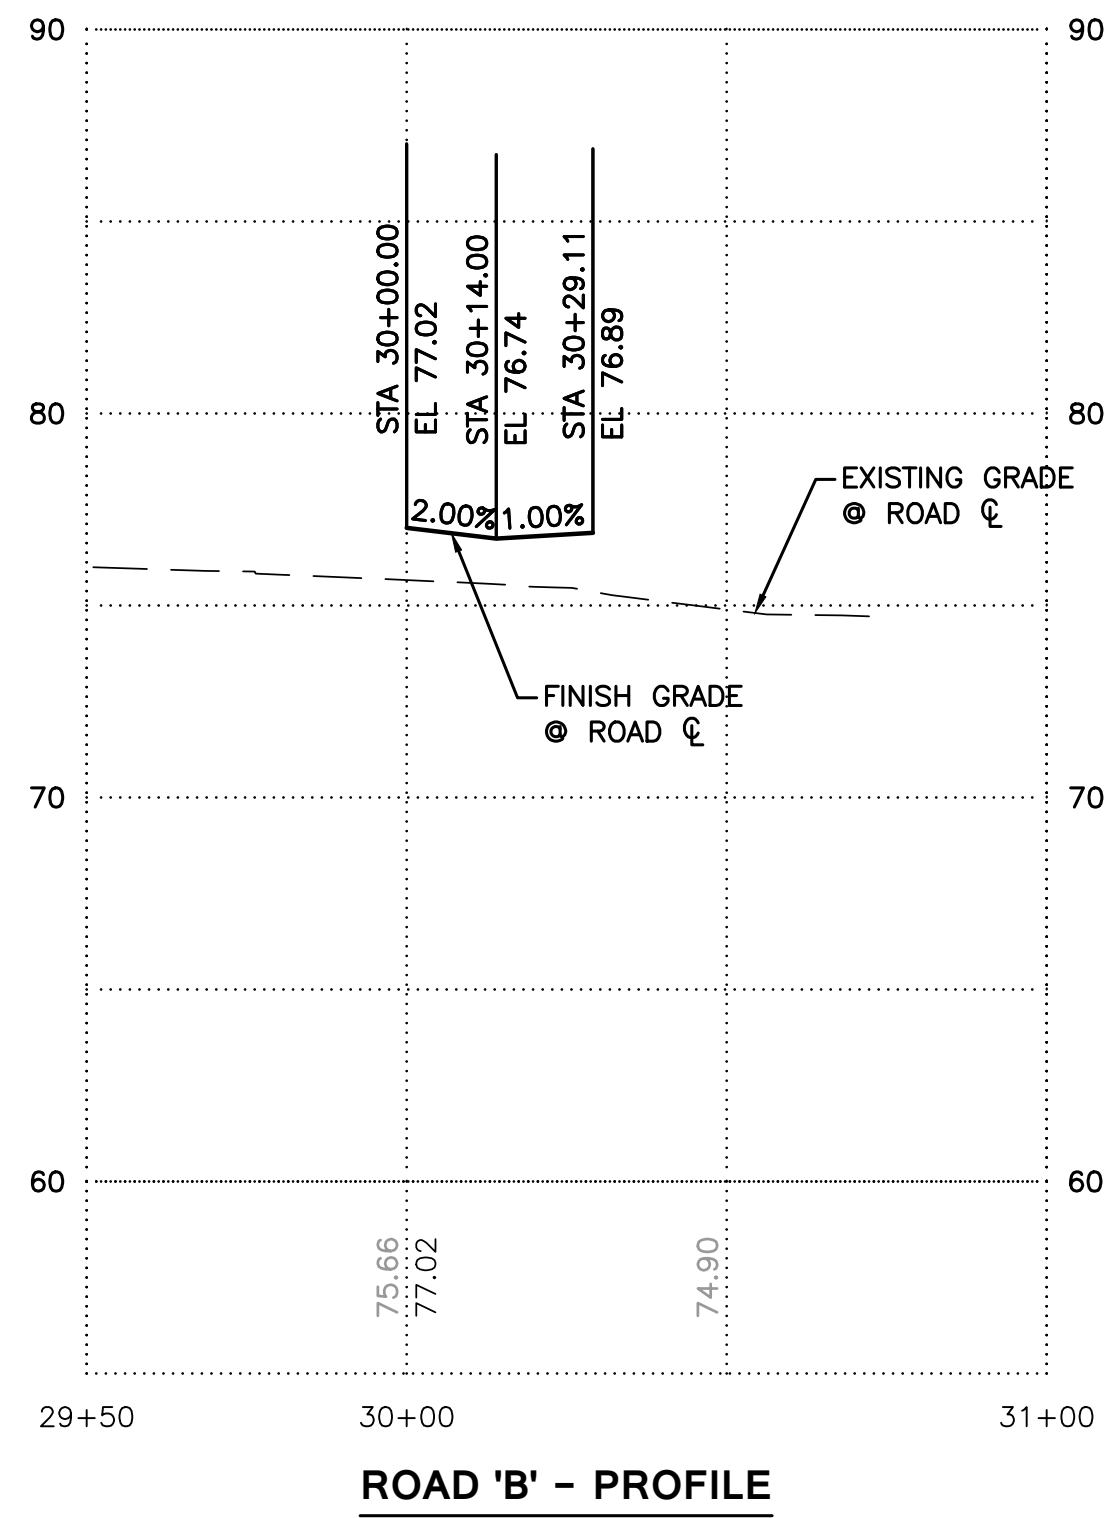 90
90
STA 30+00.00
EL 77.02
STA 30+14.00
EL 76.74
STA 30+29.11
EL 76.89
80
80
EXISTING GRADE
@ ROAD ℄
2.00%
1.00%
FINISH GRADE
@ ROAD ℄
70
70
60
60
75.66
77.02
74.90
29+50
30+00
31+00
ROAD 'B' - PROFILE